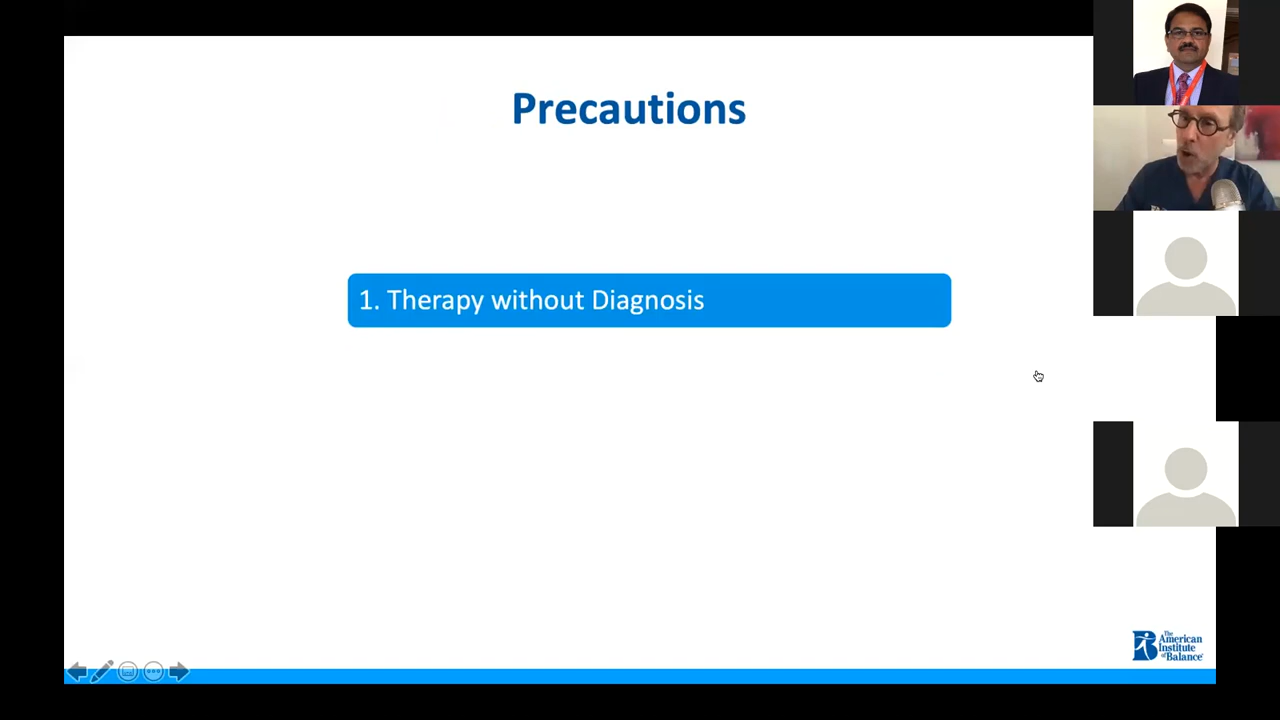 Precautions
1. Therapy without Diagnosis
The
American
Institute
of Balance